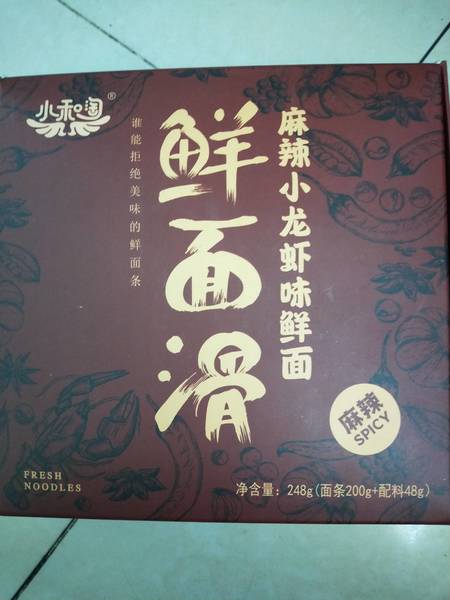 小和淘®
谁能拒绝美味的鲜面条
鲜面滑
麻辣小龙虾味鲜面
麻辣
SPICY
FRESH
NOODLES
净含量：248g(面条200g+配料48g)